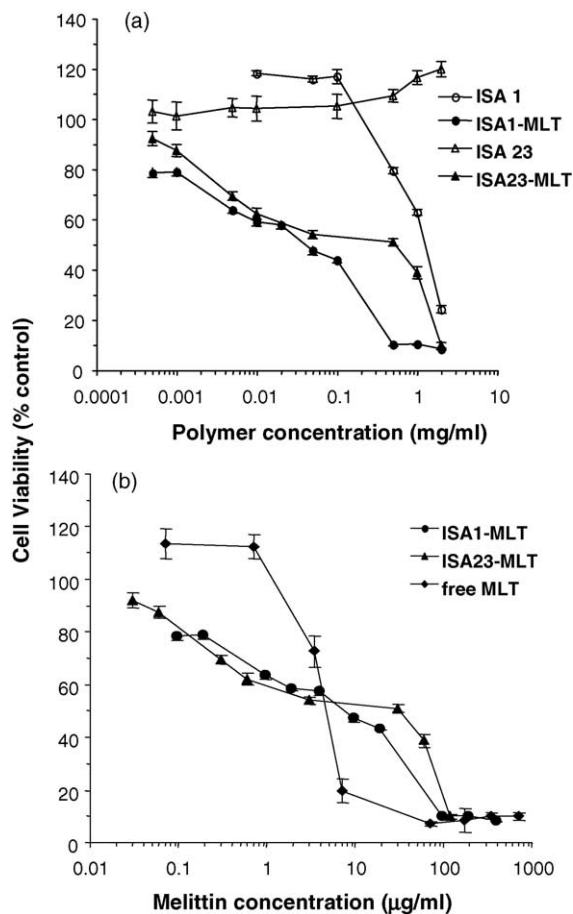 (a)
140
120
100
80
60
40
20
0
ISA 1
ISA1-MLT
ISA 23
ISA23-MLT
0.0001 0.001 0.01 0.1 1 10
Polymer concentration (mg/ml)
Cell Viability (% control)
(b)
140
120
100
80
60
40
20
0
ISA1-MLT
ISA23-MLT
free MLT
0.01 0.1 1 10 100 1000
Melittin concentration (μg/ml)